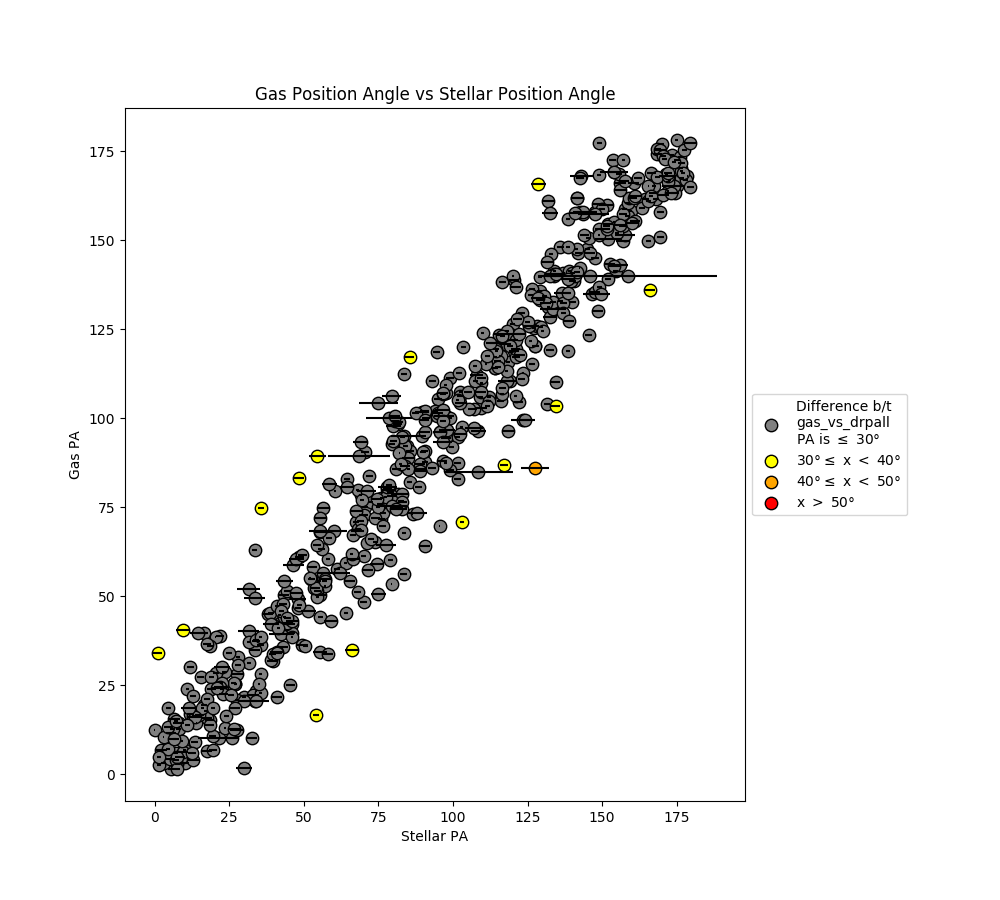 Gas Position Angle vs Stellar Position Angle
175
150
125
100
75
50
25
0
Gas PA
0 25 50 75 100 125 150 175
Stellar PA
Difference b/t
gas_vs_drpall
PA is ≤ 30°
30° ≤ x < 40°
40° ≤ x < 50°
x > 50°